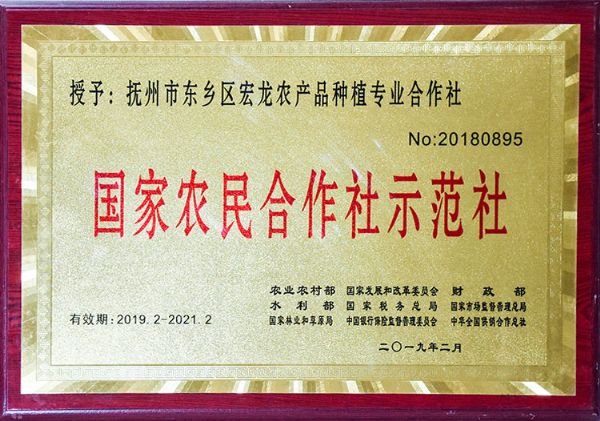 授予：抚州市东乡区宏龙农产品种植专业合作社
No:20180895
国家农民合作社示范社
农业农村部 国家发展和改革委员会 财政部
水利部 国家税务总局 国家市场监督管理总局
国家林业和草原局 中国银行保险监督管理委员会 中华全国供销合作总社
有效期:2019.2-2021.2
二〇一九年二月